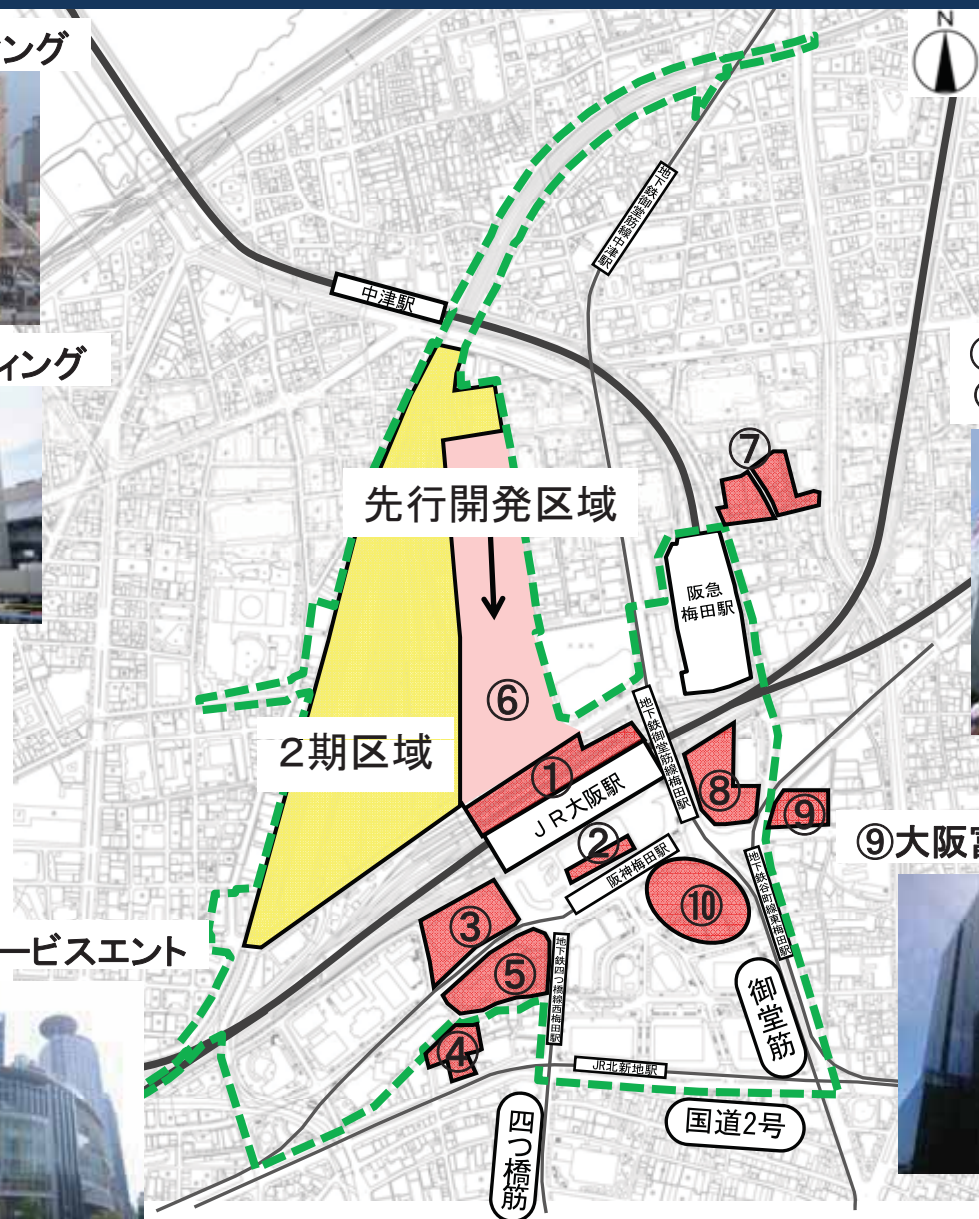 ング
N
地下鉄御堂筋線中津駅
中津駅
ィング
⑦
先行開発区域
阪急
梅田駅
⑥
地下鉄御堂筋線梅田駅
2期区域
①
JR大阪駅
⑧
⑨
②
阪神梅田駅
⑨大阪富
⑩
地下鉄谷町線東梅田駅
③
ービスエント
⑤
地下鉄四つ橋線西梅田駅
御堂筋
④
JR北新地駅
国道2号
四つ橋筋